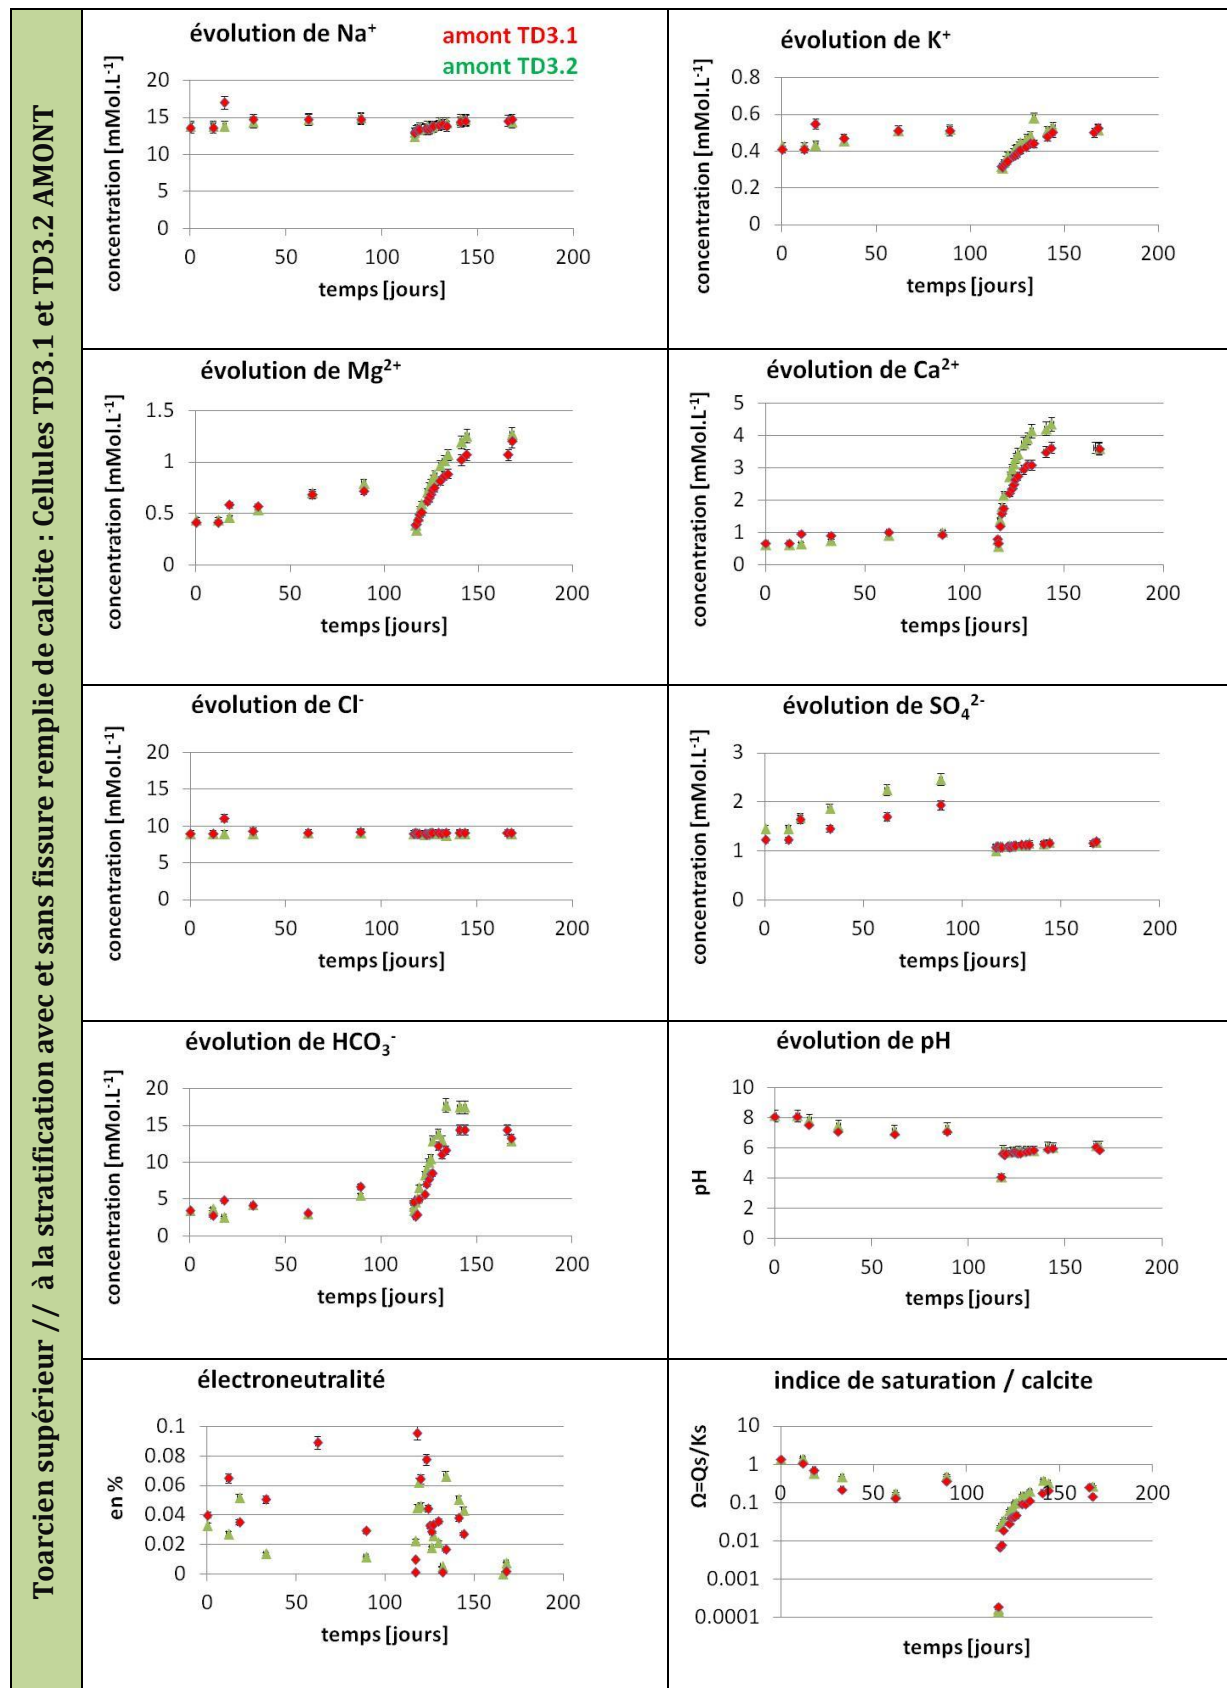 Toarcien supérieur // à la stratification avec et sans fissure remplie de calcite : Cellules TD3.1 et TD3.2 AMONT
évolution de Na⁺
amont TD3.1
amont TD3.2
concentration [mMol.L⁻¹]
20
15
10
5
0
0 50 100 150 200
temps [jours]
évolution de K⁺
concentration [mMol.L⁻¹]
0.8
0.6
0.4
0.2
0
0 50 100 150 200
temps [jours]
évolution de Mg²⁺
concentration [mMol.L⁻¹]
1.5
1
0.5
0
0 50 100 150 200
temps [jours]
évolution de Ca²⁺
concentration [mMol.L⁻¹]
5
4
3
2
1
0
0 50 100 150 200
temps [jours]
évolution de Cl⁻
concentration [mMol.L⁻¹]
20
15
10
5
0
0 50 100 150 200
temps [jours]
évolution de SO₄²⁻
concentration [mMol.L⁻¹]
3
2
1
0
0 50 100 150 200
temps [jours]
évolution de HCO₃⁻
concentration [mMol.L⁻¹]
20
15
10
5
0
0 50 100 150 200
temps [jours]
évolution de pH
pH
10
8
6
4
2
0
0 50 100 150 200
temps [jours]
électroneutralité
en %
0.1
0.08
0.06
0.04
0.02
0
0 50 100 150 200
temps [jours]
indice de saturation / calcite
Ω=Qs/Ks
10
1
0.1
0.01
0.001
0.0001
0 50 100 150 200
temps [jours]